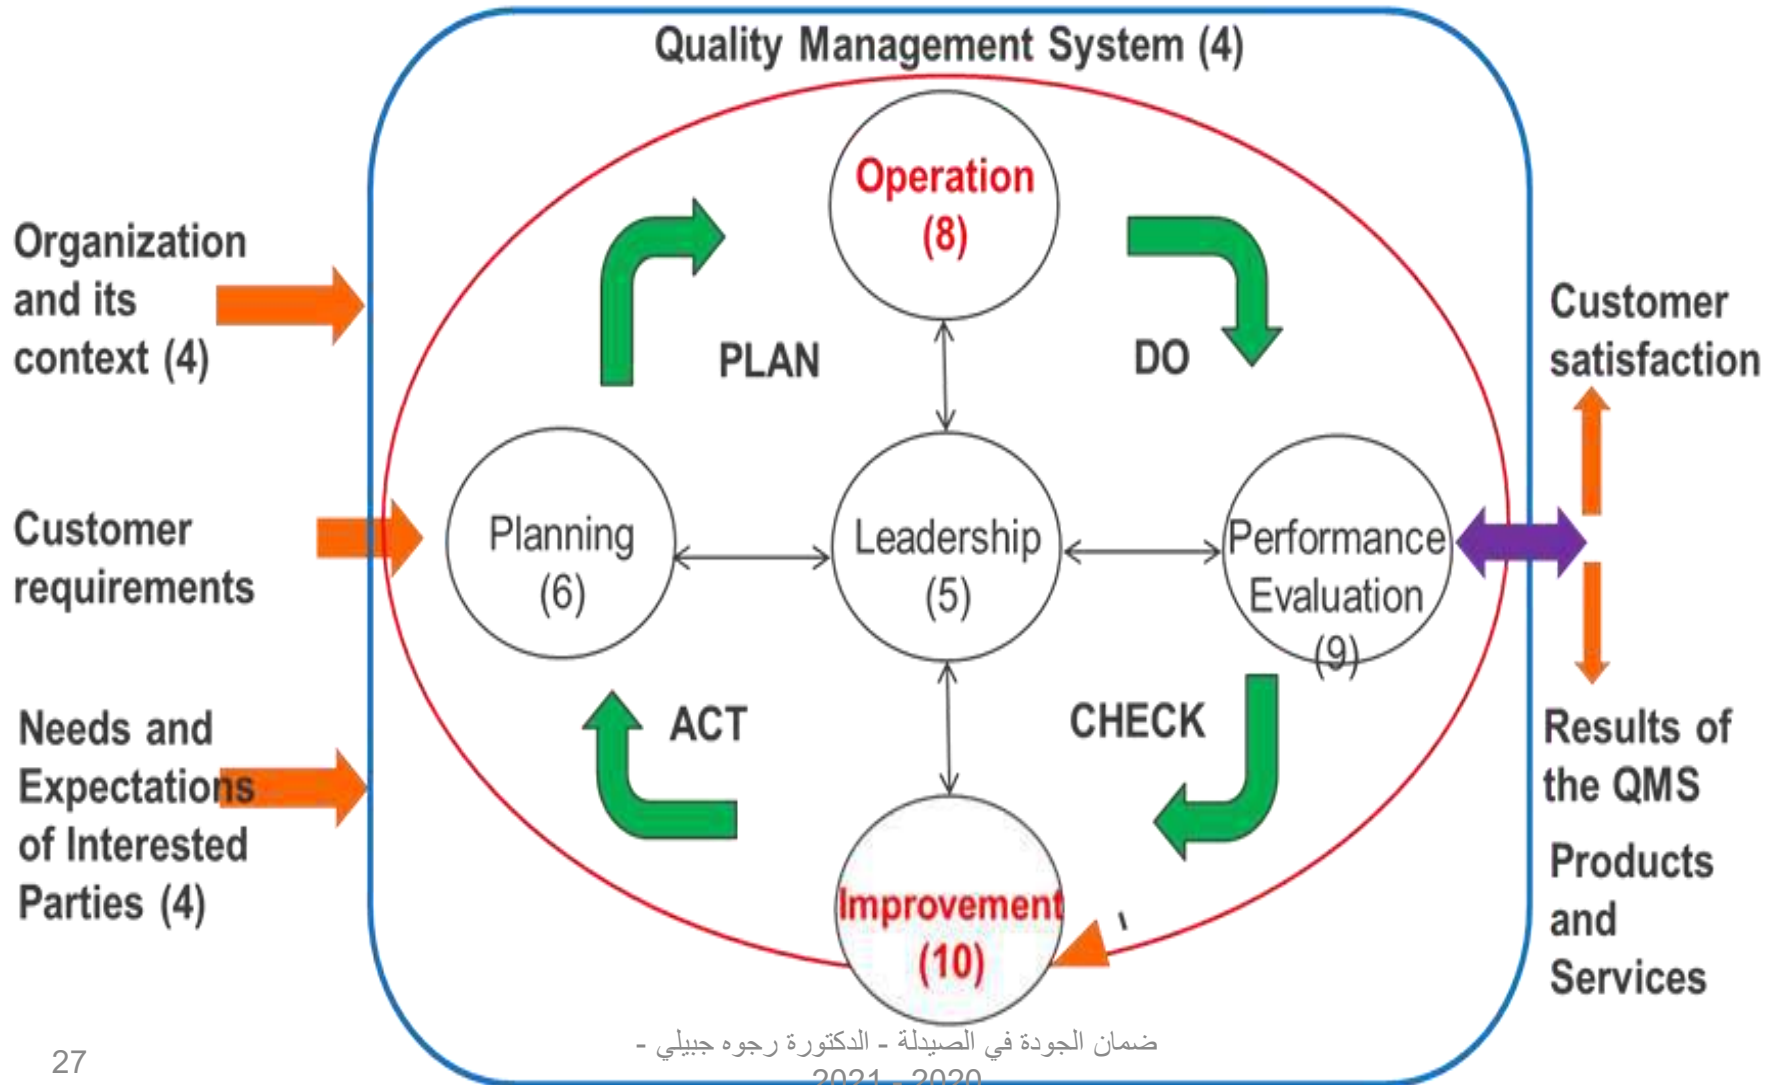 Quality Management System (4)
Operation
(8)
Organization
and its
context (4)
PLAN
DO
Customer
satisfaction
Customer
requirements
Planning
(6)
Leadership
(5)
Performance
Evaluation
(9)
Needs and
Expectations
of Interested
Parties (4)
ACT
CHECK
Results of
the QMS
Products
and
Services
Improvement
(10)
ضمان الجودة في الصيدلة - الدكتورة رجوه جبيلي -
2020 - 2021
27